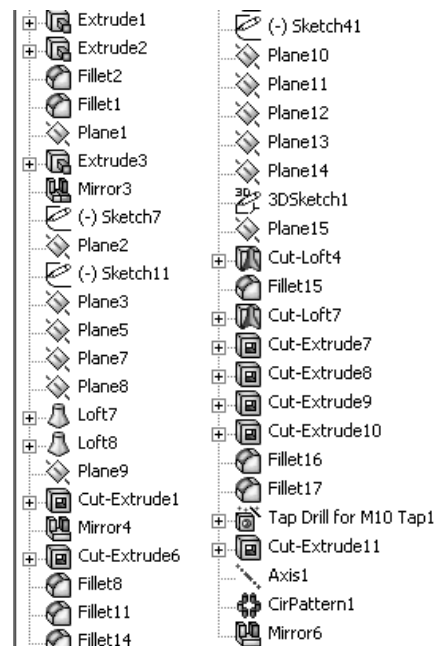 Extrude1
Extrude2
Fillet2
Fillet1
Plane1
Extrude3
Mirror3
(-) Sketch7
Plane2
(-) Sketch11
Plane3
Plane5
Plane7
Plane8
Loft7
Loft8
Plane9
Cut-Extrude1
Mirror4
Cut-Extrude6
Fillet8
Fillet11
Fillet14
(-) Sketch41
Plane10
Plane11
Plane12
Plane13
Plane14
3D 3DSketch1
Plane15
Cut-Loft4
Fillet15
Cut-Loft7
Cut-Extrude7
Cut-Extrude8
Cut-Extrude9
Cut-Extrude10
Fillet16
Fillet17
Tap Drill for M10 Tap1
Cut-Extrude11
Axis1
CirPattern1
Mirror6